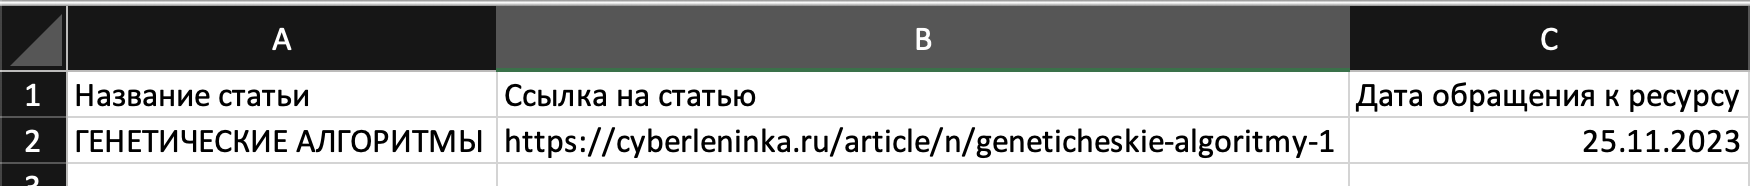 A B C
1 Название статьи Ссылка на статью Дата обращения к ресурсу
2 ГЕНЕТИЧЕСКИЕ АЛГОРИТМЫ https://cyberleninka.ru/article/n/geneticheskie-algoritmy-1 25.11.2023
3